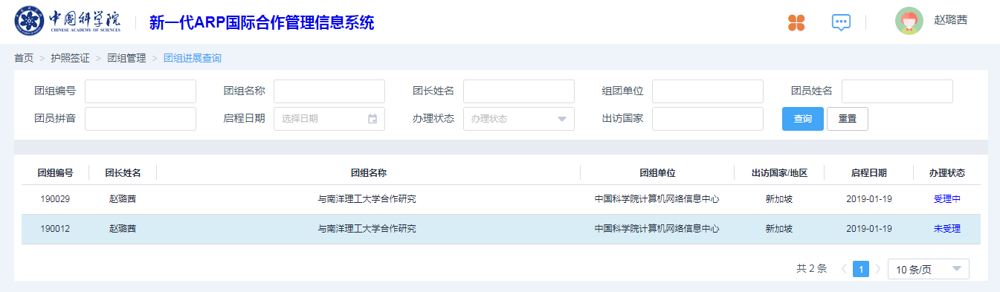 中国科学院
CHINESE ACADEMY OF SCIENCES
新一代ARP国际合作管理信息系统
赵璐茜
首页 > 护照签证 > 团组管理 > 团组进展查询
团组编号 团组名称 团长姓名 组团单位 团员姓名
团员拼音 启程日期 选择日期 办理状态 办理状态 出访国家 查询 重置
团组编号 团长姓名 团组名称 团组单位 出访国家/地区 启程日期 办理状态
190029 赵璐茜 与南洋理工大学合作研究 中国科学院计算机网络信息中心 新加坡 2019-01-19 受理中
190012 赵璐茜 与南洋理工大学合作研究 中国科学院计算机网络信息中心 新加坡 2019-01-19 未受理
共 2 条 1 10 条/页